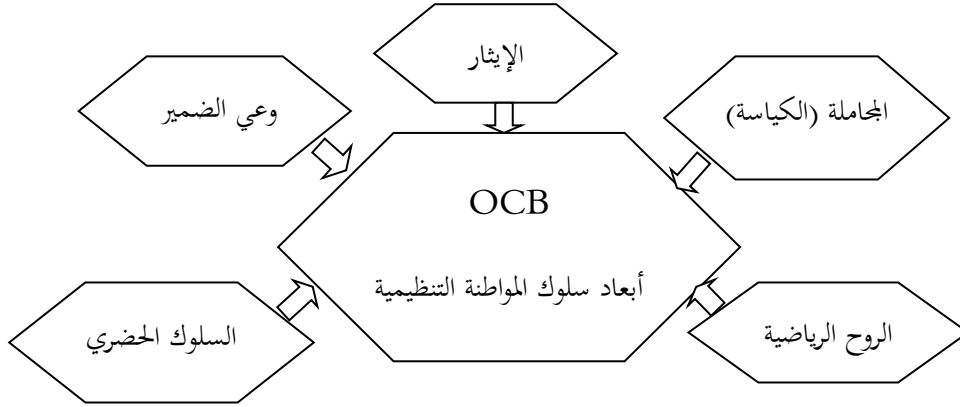 الإيثار
المجاملة (الكياسة)
وعي الضمير
OCB
أبعاد سلوك المواطنة التنظيمية
الروح الرياضية
السلوك الحضري